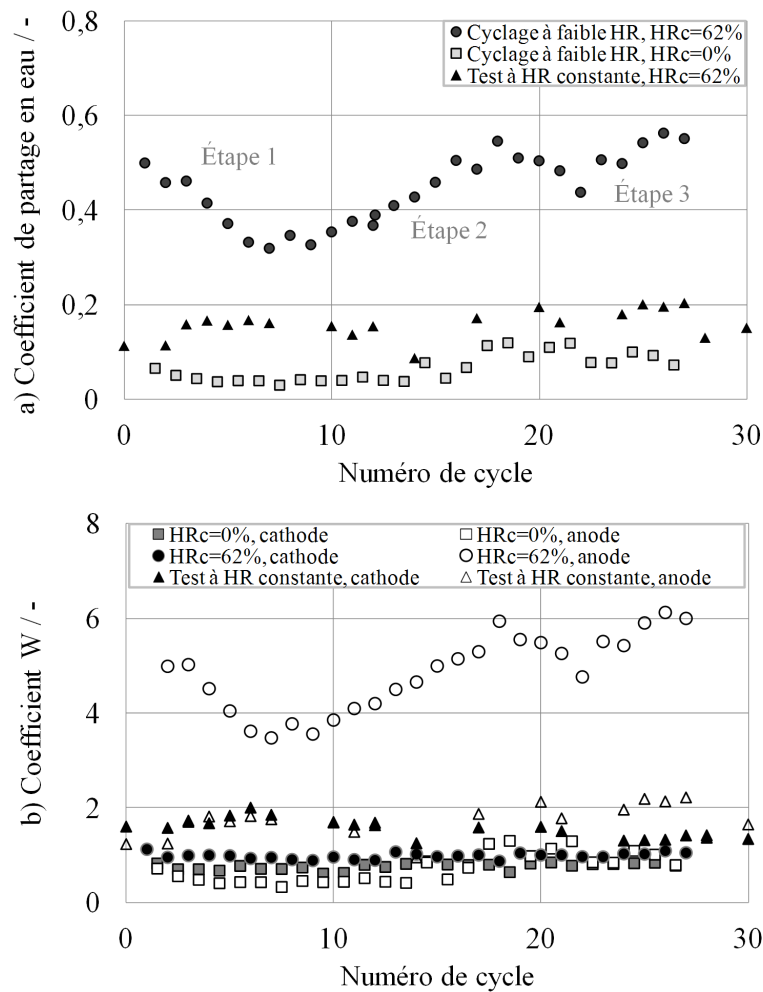 a) Coefficient de partage en eau / -
0,8
0,6
0,4
0,2
0
Cyclage à faible HR, HRc=62%
Cyclage à faible HR, HRc=0%
Test à HR constante, HRc=62%
Étape 1
Étape 2
Étape 3
0 10 20 30
Numéro de cycle
b) Coefficient W / -
8
6
4
2
0
HRc=0%, cathode HRc=0%, anode
HRc=62%, cathode HRc=62%, anode
Test à HR constante, cathode Test à HR constante, anode
0 10 20 30
Numéro de cycle